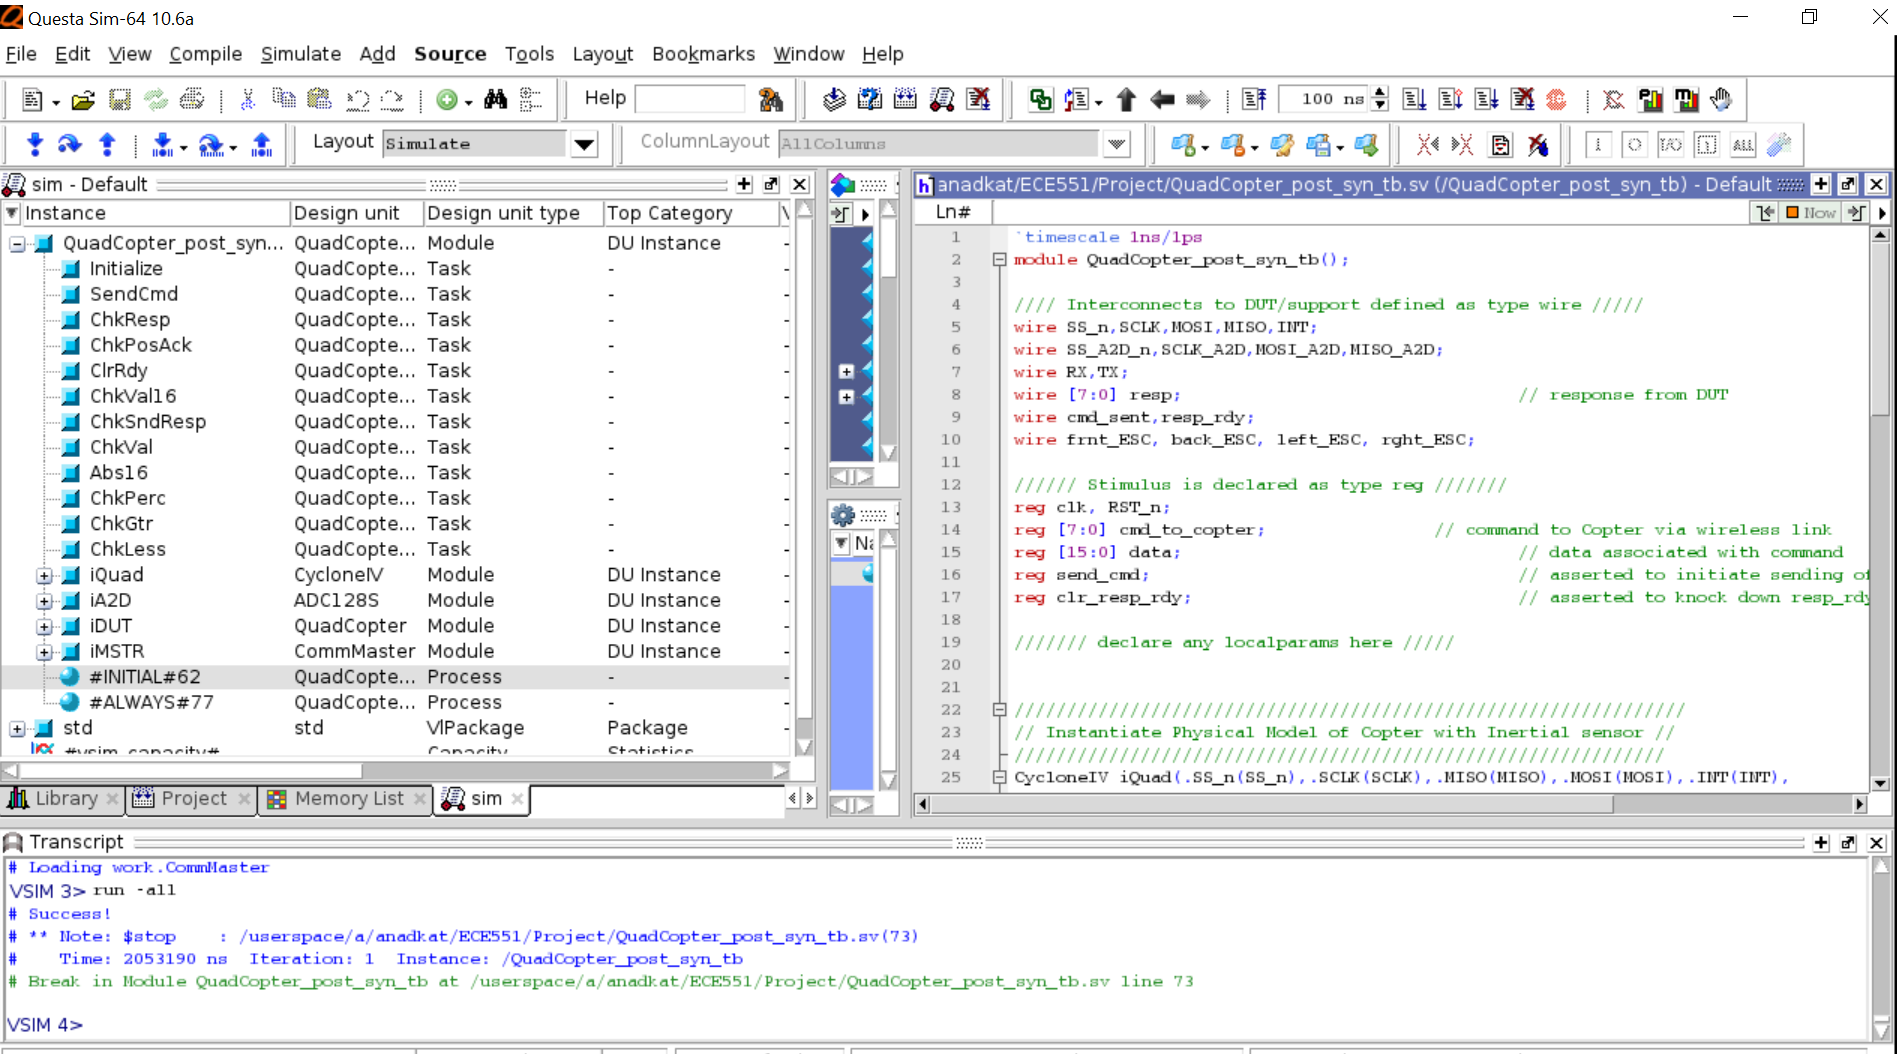 Questa Sim-64 10.6a
File Edit View Compile Simulate Add Source Tools Layout Bookmarks Window Help
Help 100 ns
Layout Simulate ColumnLayout AllColumns
sim - Default
Instance Design unit Design unit type Top Category
QuadCopter_post_syn... QuadCopte... Module DU Instance -
Initialize QuadCopte... Task - -
SendCmd QuadCopte... Task - -
ChkResp QuadCopte... Task - -
ChkPosAck QuadCopte... Task - -
ClrRdy QuadCopte... Task - -
ChkVal16 QuadCopte... Task - -
ChkSndResp QuadCopte... Task - -
ChkVal QuadCopte... Task - -
Abs16 QuadCopte... Task - -
ChkPerc QuadCopte... Task - -
ChkGtr QuadCopte... Task - -
ChkLess QuadCopte... Task - -
iQuad CycloneIV Module DU Instance -
iA2D ADC128S Module DU Instance -
iDUT QuadCopter Module DU Instance -
iMSTR CommMaster Module DU Instance -
#INITIAL#62 QuadCopte... Process - -
#ALWAYS#77 QuadCopte... Process - -
std std VlPackage Package -
#vsim_capacity# Capacity Statistics -
Library Project Memory List sim
Na
anadkat/ECE551/Project/QuadCopter_post_syn_tb.sv (/QuadCopter_post_syn_tb) - Default
Ln# Now
1 `timescale 1ns/1ps
2 module QuadCopter_post_syn_tb();
3
4 //// Interconnects to DUT/support defined as type wire /////
5 wire SS_n,SCLK,MOSI,MISO,INT;
6 wire SS_A2D_n,SCLK_A2D,MOSI_A2D,MISO_A2D;
7 wire RX,TX;
8 wire [7:0] resp; // response from DUT
9 wire cmd_sent,resp_rdy;
10 wire frnt_ESC, back_ESC, left_ESC, rght_ESC;
11
12 ////// Stimulus is declared as type reg ///////
13 reg clk, RST_n;
14 reg [7:0] cmd_to_copter; // command to Copter via wireless link
15 reg [15:0] data; // data associated with command
16 reg send_cmd; // asserted to initiate sending of
17 reg clr_resp_rdy; // asserted to knock down resp_rdy
18
19 /////// declare any localparams here /////
20
21
22 ////////////////////////////////////////////////////////////////
23 // Instantiate Physical Model of Copter with Inertial sensor //
24 //////////////////////////////////////////////////////////////
25 CycloneIV iQuad(.SS_n(SS_n),.SCLK(SCLK),.MISO(MISO),.MOSI(MOSI),.INT(INT),
Transcript
# Loading work.CommMaster
VSIM 3> run -all
# Success!
# ** Note: $stop : /userspace/a/anadkat/ECE551/Project/QuadCopter_post_syn_tb.sv(73)
# Time: 2053190 ns Iteration: 1 Instance: /QuadCopter_post_syn_tb
# Break in Module QuadCopter_post_syn_tb at /userspace/a/anadkat/ECE551/Project/QuadCopter_post_syn_tb.sv line 73
VSIM 4>